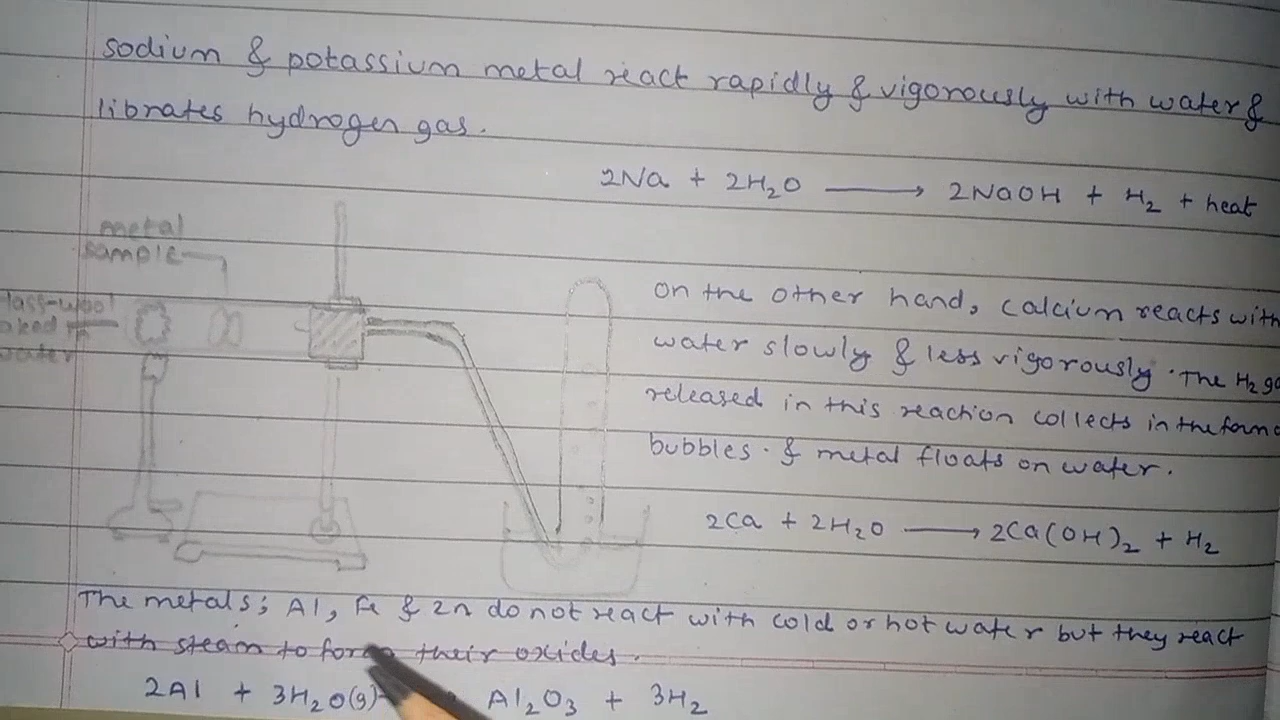 sodium & potassium metal react rapidly & vigorously with water &
librates hydrogen gas.
2Na + 2H₂O ⟶ 2NaOH + H₂ + heat
metal
sample
lass-wool
oked
water
on the other hand, calcium reacts with
water slowly & less vigorously. The H₂ ga
released in this reaction collects in the form o
bubbles. & metal floats on water.
2Ca + 2H₂O ⟶ 2Ca(OH)₂ + H₂
The metals; Al, Fe & Zn do not react with cold or hot water but they react
with steam to form their oxides.
2Al + 3H₂O(g) Al₂O₃ + 3H₂